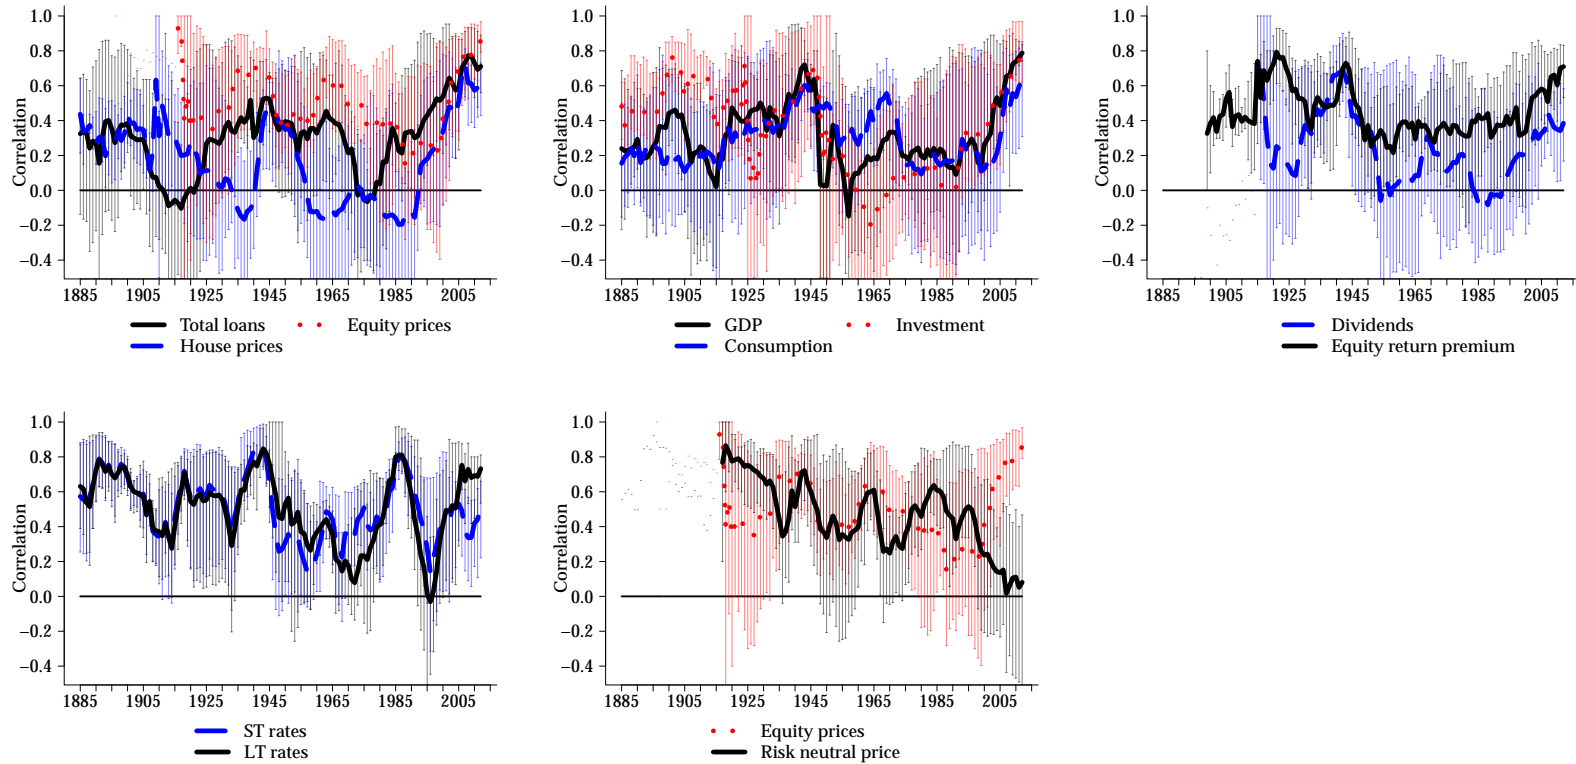 1.0
0.8
0.6
0.4
0.2
0.0
−0.2
−0.4
Correlation
1885 1905 1925 1945 1965 1985 2005
Total loans Equity prices
House prices
1.0
0.8
0.6
0.4
0.2
0.0
−0.2
−0.4
Correlation
1885 1905 1925 1945 1965 1985 2005
GDP Investment
Consumption
1.0
0.8
0.6
0.4
0.2
0.0
−0.2
−0.4
Correlation
1885 1905 1925 1945 1965 1985 2005
Dividends
Equity return premium
1.0
0.8
0.6
0.4
0.2
0.0
−0.2
−0.4
Correlation
1885 1905 1925 1945 1965 1985 2005
ST rates
LT rates
1.0
0.8
0.6
0.4
0.2
0.0
−0.2
−0.4
Correlation
1885 1905 1925 1945 1965 1985 2005
Equity prices
Risk neutral price